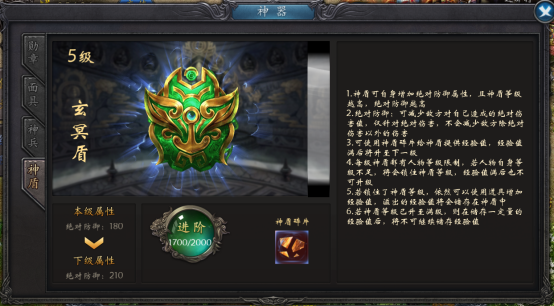 神器
勋章
面具
神兵
神盾
5级
玄冥盾
本级属性
绝对防御：180
下级属性
绝对防御：210
进阶
1700/2000
神盾碎片
1.神盾可自身增加绝对防御属性，且神盾等级
越高，绝对防御越高
2.绝对防御：可减少敌方对自己造成的绝对伤
害值，仅针对绝对伤害，不会减少敌方除绝对
伤害以外的伤害
3.可使用神盾碎片给神盾提供经验值，经验值
满后将升至下一级
4.每级神盾都有人物等级限制，若人物自身等
级不足，将会锁住神盾等级，经验值满后也不
可升级
5.若锁住了神盾等级，依然可以使用道具增加
经验值，溢出的经验值将会储存在神盾中
6.若神盾等级已升至满级，则在储存一定量的
经验值后，将不可继续储存经验值